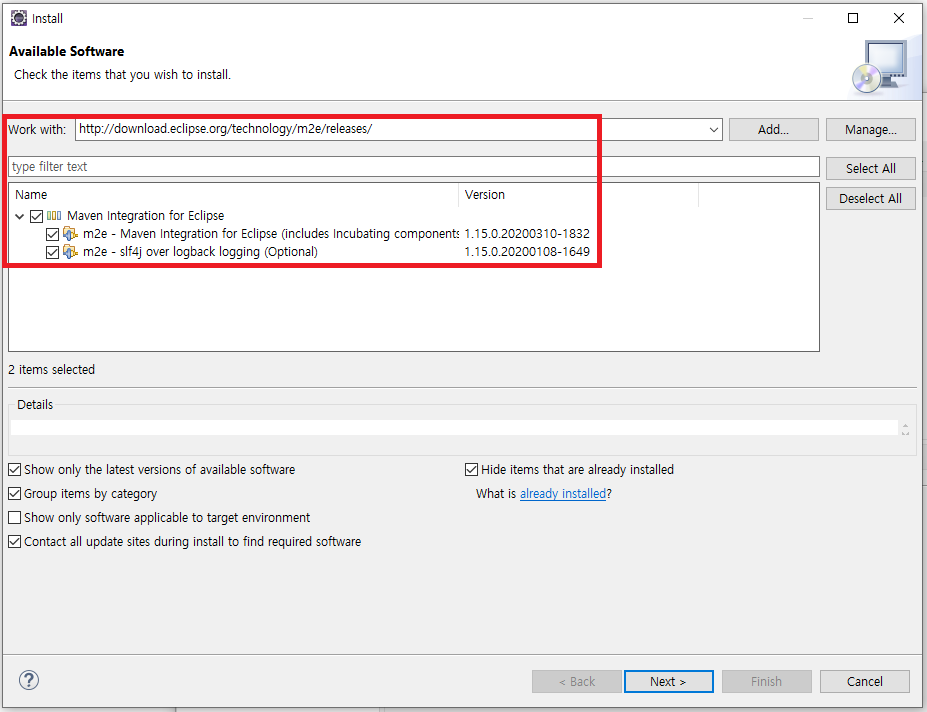 Install
Available Software
Check the items that you wish to install.
Work with: http://download.eclipse.org/technology/m2e/releases/ Add... Manage...
type filter text Select All
Name Version Deselect All
Maven Integration for Eclipse
m2e - Maven Integration for Eclipse (includes Incubating components 1.15.0.20200310-1832
m2e - slf4j over logback logging (Optional) 1.15.0.20200108-1649
2 items selected
Details
Show only the latest versions of available software Hide items that are already installed
Group items by category What is already installed?
Show only software applicable to target environment
Contact all update sites during install to find required software
? < Back Next > Finish Cancel